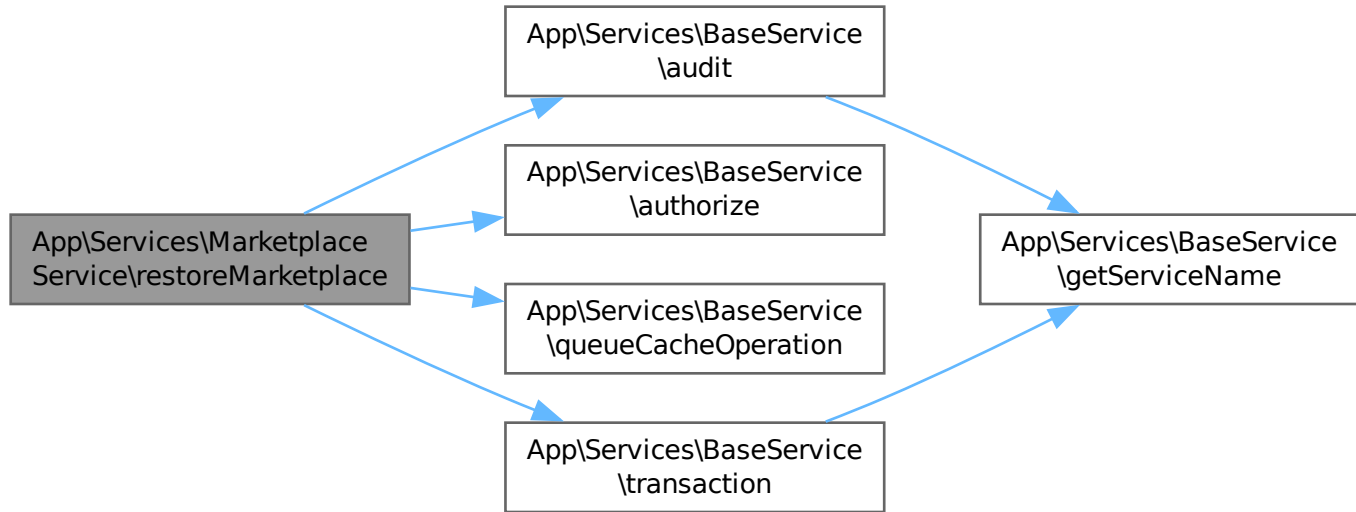 App\Services\BaseService
\audit
App\Services\BaseService
\authorize
App\Services\Marketplace
Service\restoreMarketplace
App\Services\BaseService
\getServiceName
App\Services\BaseService
\queueCacheOperation
App\Services\BaseService
\transaction